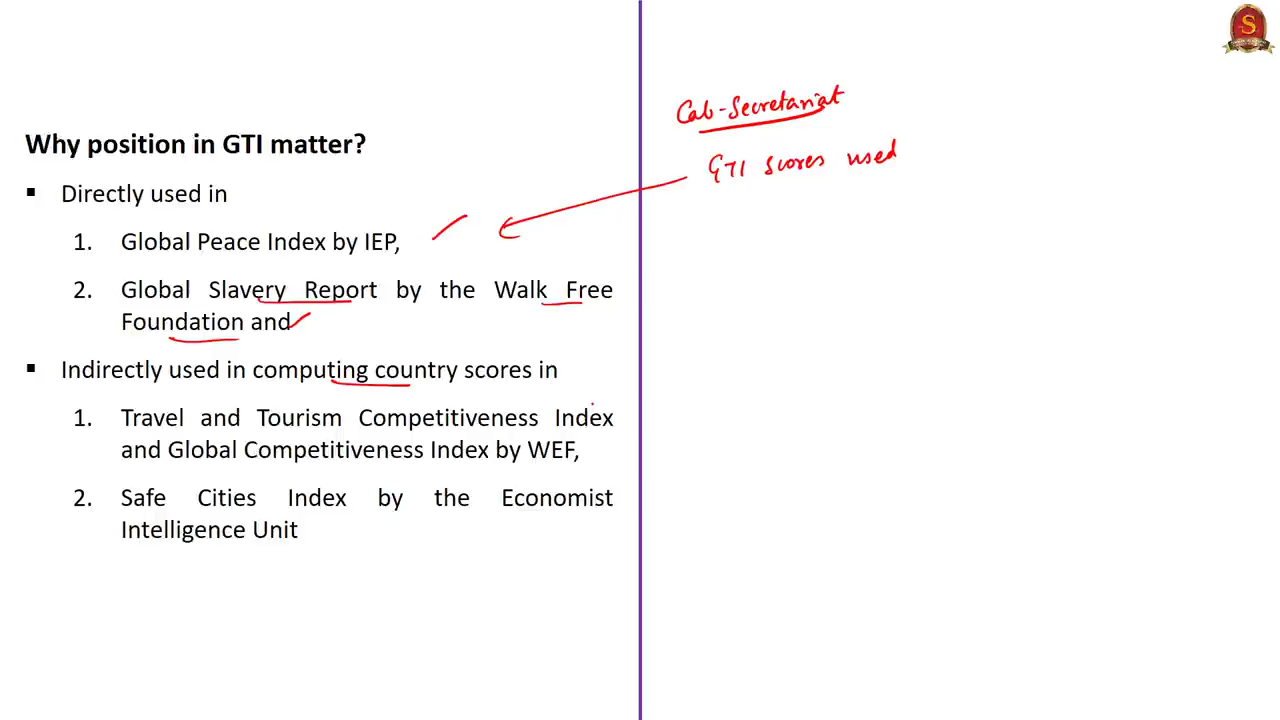 Why position in GTI matter?
▪ Directly used in
1. Global Peace Index by IEP,
2. Global Slavery Report by the Walk Free
Foundation and
▪ Indirectly used in computing country scores in
1. Travel and Tourism Competitiveness Index
and Global Competitiveness Index by WEF,
2. Safe Cities Index by the Economist
Intelligence Unit
Cab-Secretariat
GTI scores used
S